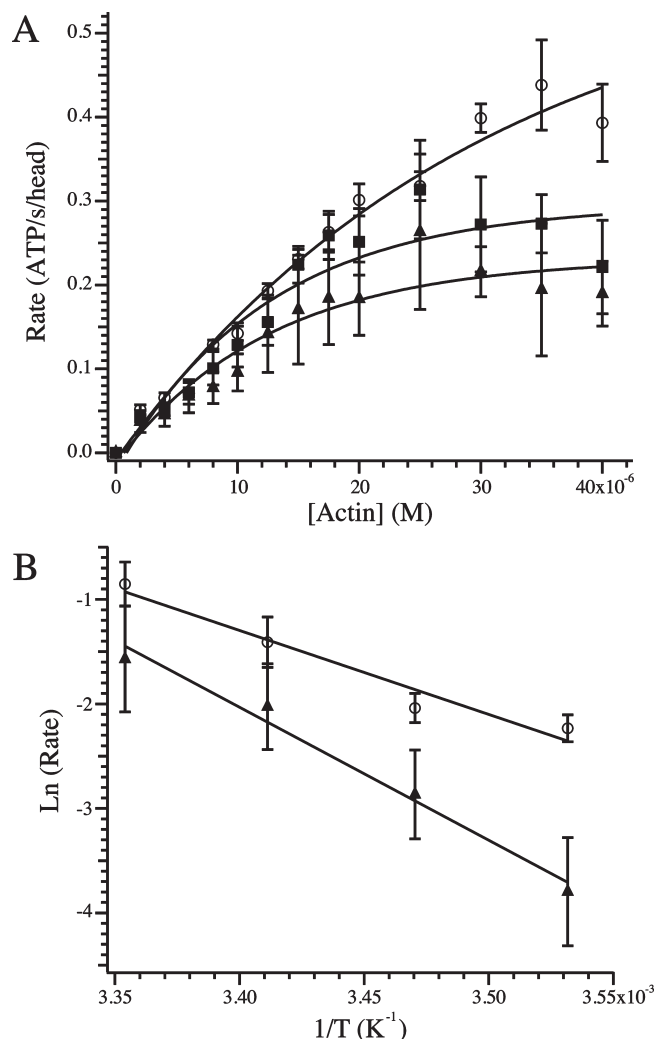 A
0.5
0.4
0.3
0.2
0.1
0.0
Rate (ATP/s/head)
0 10 20 30 40x10⁻⁶
[Actin] (M)
B
-1
-2
-3
-4
Ln (Rate)
3.35 3.40 3.45 3.50 3.55x10⁻³
1/T (K⁻¹)